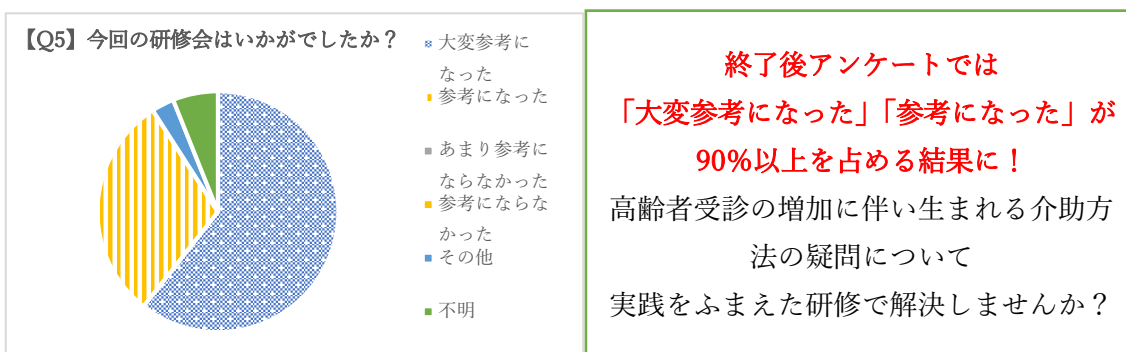 【Q5】今回の研修会はいかがでしたか？
大変参考に
なった
参考になった
あまり参考に
ならなかった
参考にならな
かった
その他
不明
終了後アンケートでは
「大変参考になった」「参考になった」が
90％以上を占める結果に！
高齢者受診の増加に伴い生まれる介助方
法の疑問について
実践をふまえた研修で解決しませんか？